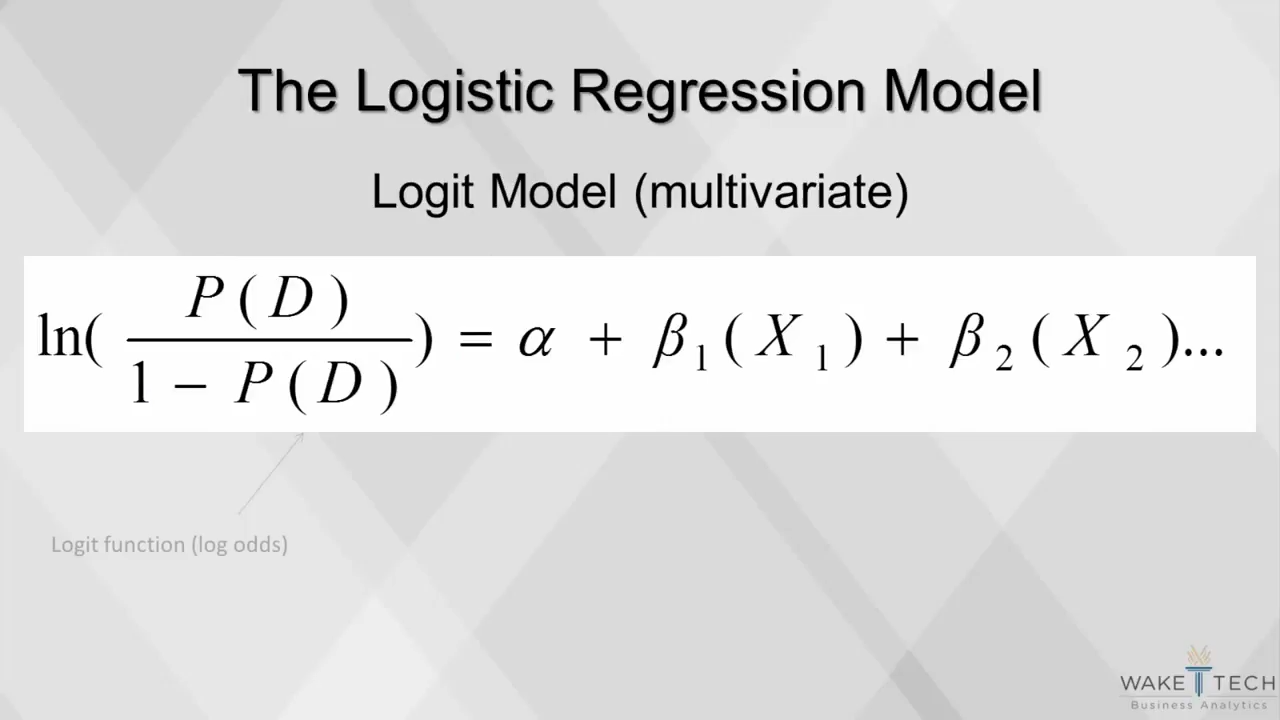 The Logistic Regression Model
Logit Model (multivariate)
ln( P(D) / 1 − P(D) ) = α + β₁(X₁) + β₂(X₂)...
Logit function (log odds)
WAKE TECH
Business Analytics